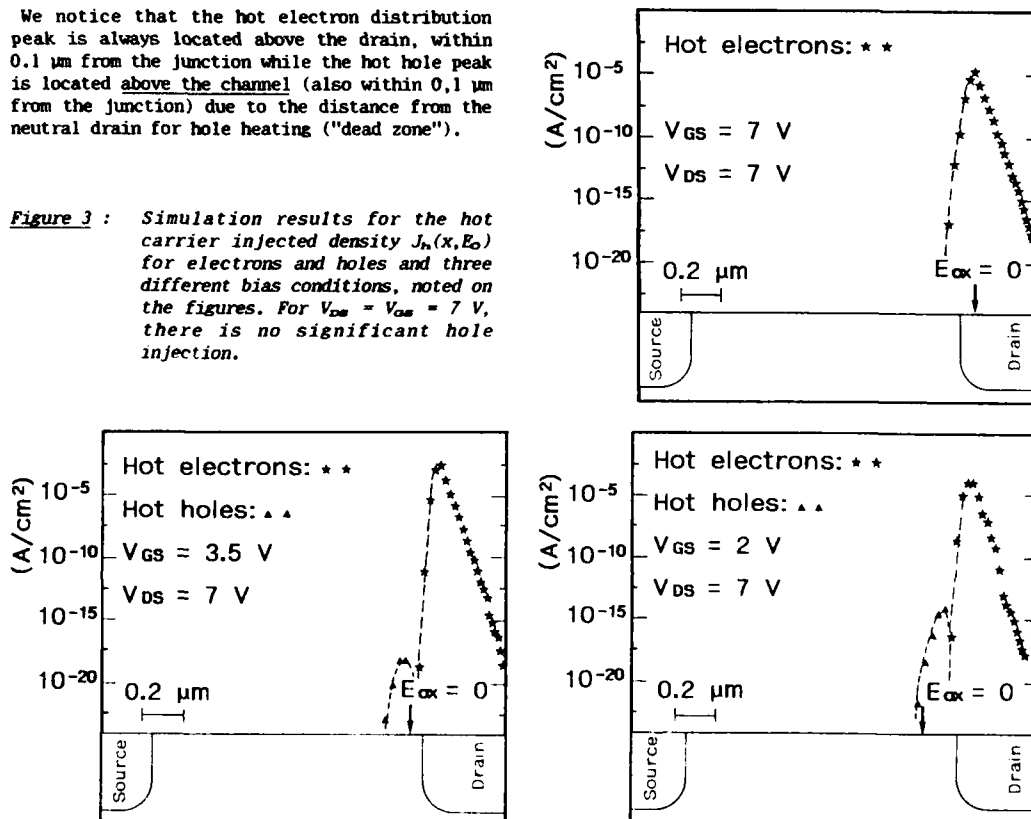 We notice that the hot electron distribution
peak is always located above the drain, within
0.1 µm from the junction while the hot hole peak
is located above the channel (also within 0,1 µm
from the junction) due to the distance from the
neutral drain for hole heating ("dead zone").
Figure 3 : Simulation results for the hot
carrier injected density Jh(x,Eo)
for electrons and holes and three
different bias conditions, noted on
the figures. For VDS = VGS = 7 V,
there is no significant hole
injection.
(A/cm²)
Hot electrons: ★ ★
10⁻⁵
VGS = 7 V
10⁻¹⁰
VDS = 7 V
10⁻¹⁵
10⁻²⁰
0.2 µm
Eox = 0
Source
Drain
(A/cm²)
Hot electrons: ★ ★
10⁻⁵
Hot holes: ▲ ▲
VGS = 3.5 V
10⁻¹⁰
VDS = 7 V
10⁻¹⁵
10⁻²⁰
0.2 µm
Eox = 0
Source
Drain
(A/cm²)
Hot electrons: ★ ★
10⁻⁵
Hot holes: ▲ ▲
VGS = 2 V
10⁻¹⁰
VDS = 7 V
10⁻¹⁵
10⁻²⁰
0.2 µm
Eox = 0
Source
Drain